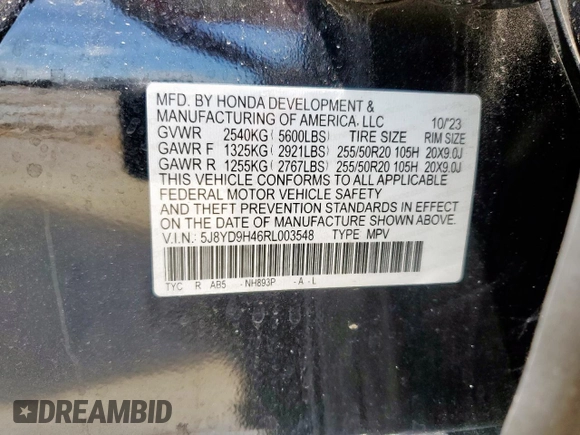 MFD. BY HONDA DEVELOPMENT &
MANUFACTURING OF AMERICA, LLC 10/'23
GVWR 2540KG (5600LBS) TIRE SIZE RIM SIZE
GAWR F 1325KG (2921LBS) 255/50R20 105H 20X9.0J
GAWR R 1255KG (2767LBS) 255/50R20 105H 20X9.0J
THIS VEHICLE CONFORMS TO ALL APPLICABLE
FEDERAL MOTOR VEHICLE SAFETY
AND THEFT PREVENTION STANDARDS IN EFFECT
ON THE DATE OF MANUFACTURE SHOWN ABOVE.
V.I.N.: 5J8YD9H46RL003548 TYPE MPV
TYC R AB5 -NH893P -A -L
DREAMBID